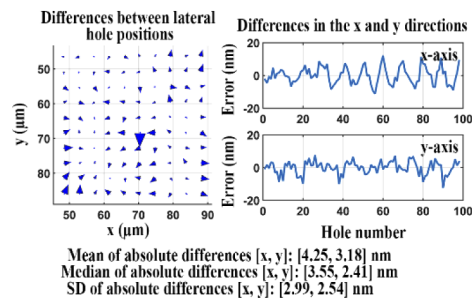 Differences between lateral
hole positions
50
60
70
80
y (μm)
50 60 70 80 90
x (μm)
Differences in the x and y directions
20
0
-20
Error (nm)
x-axis
0 20 40 60 80 100
20
0
-20
Error (nm)
y-axis
0 20 40 60 80 100
Hole number
Mean of absolute differences [x, y]: [4.25, 3.18] nm
Median of absolute differences [x, y]: [3.55, 2.41] nm
SD of absolute differences [x, y]: [2.99, 2.54] nm